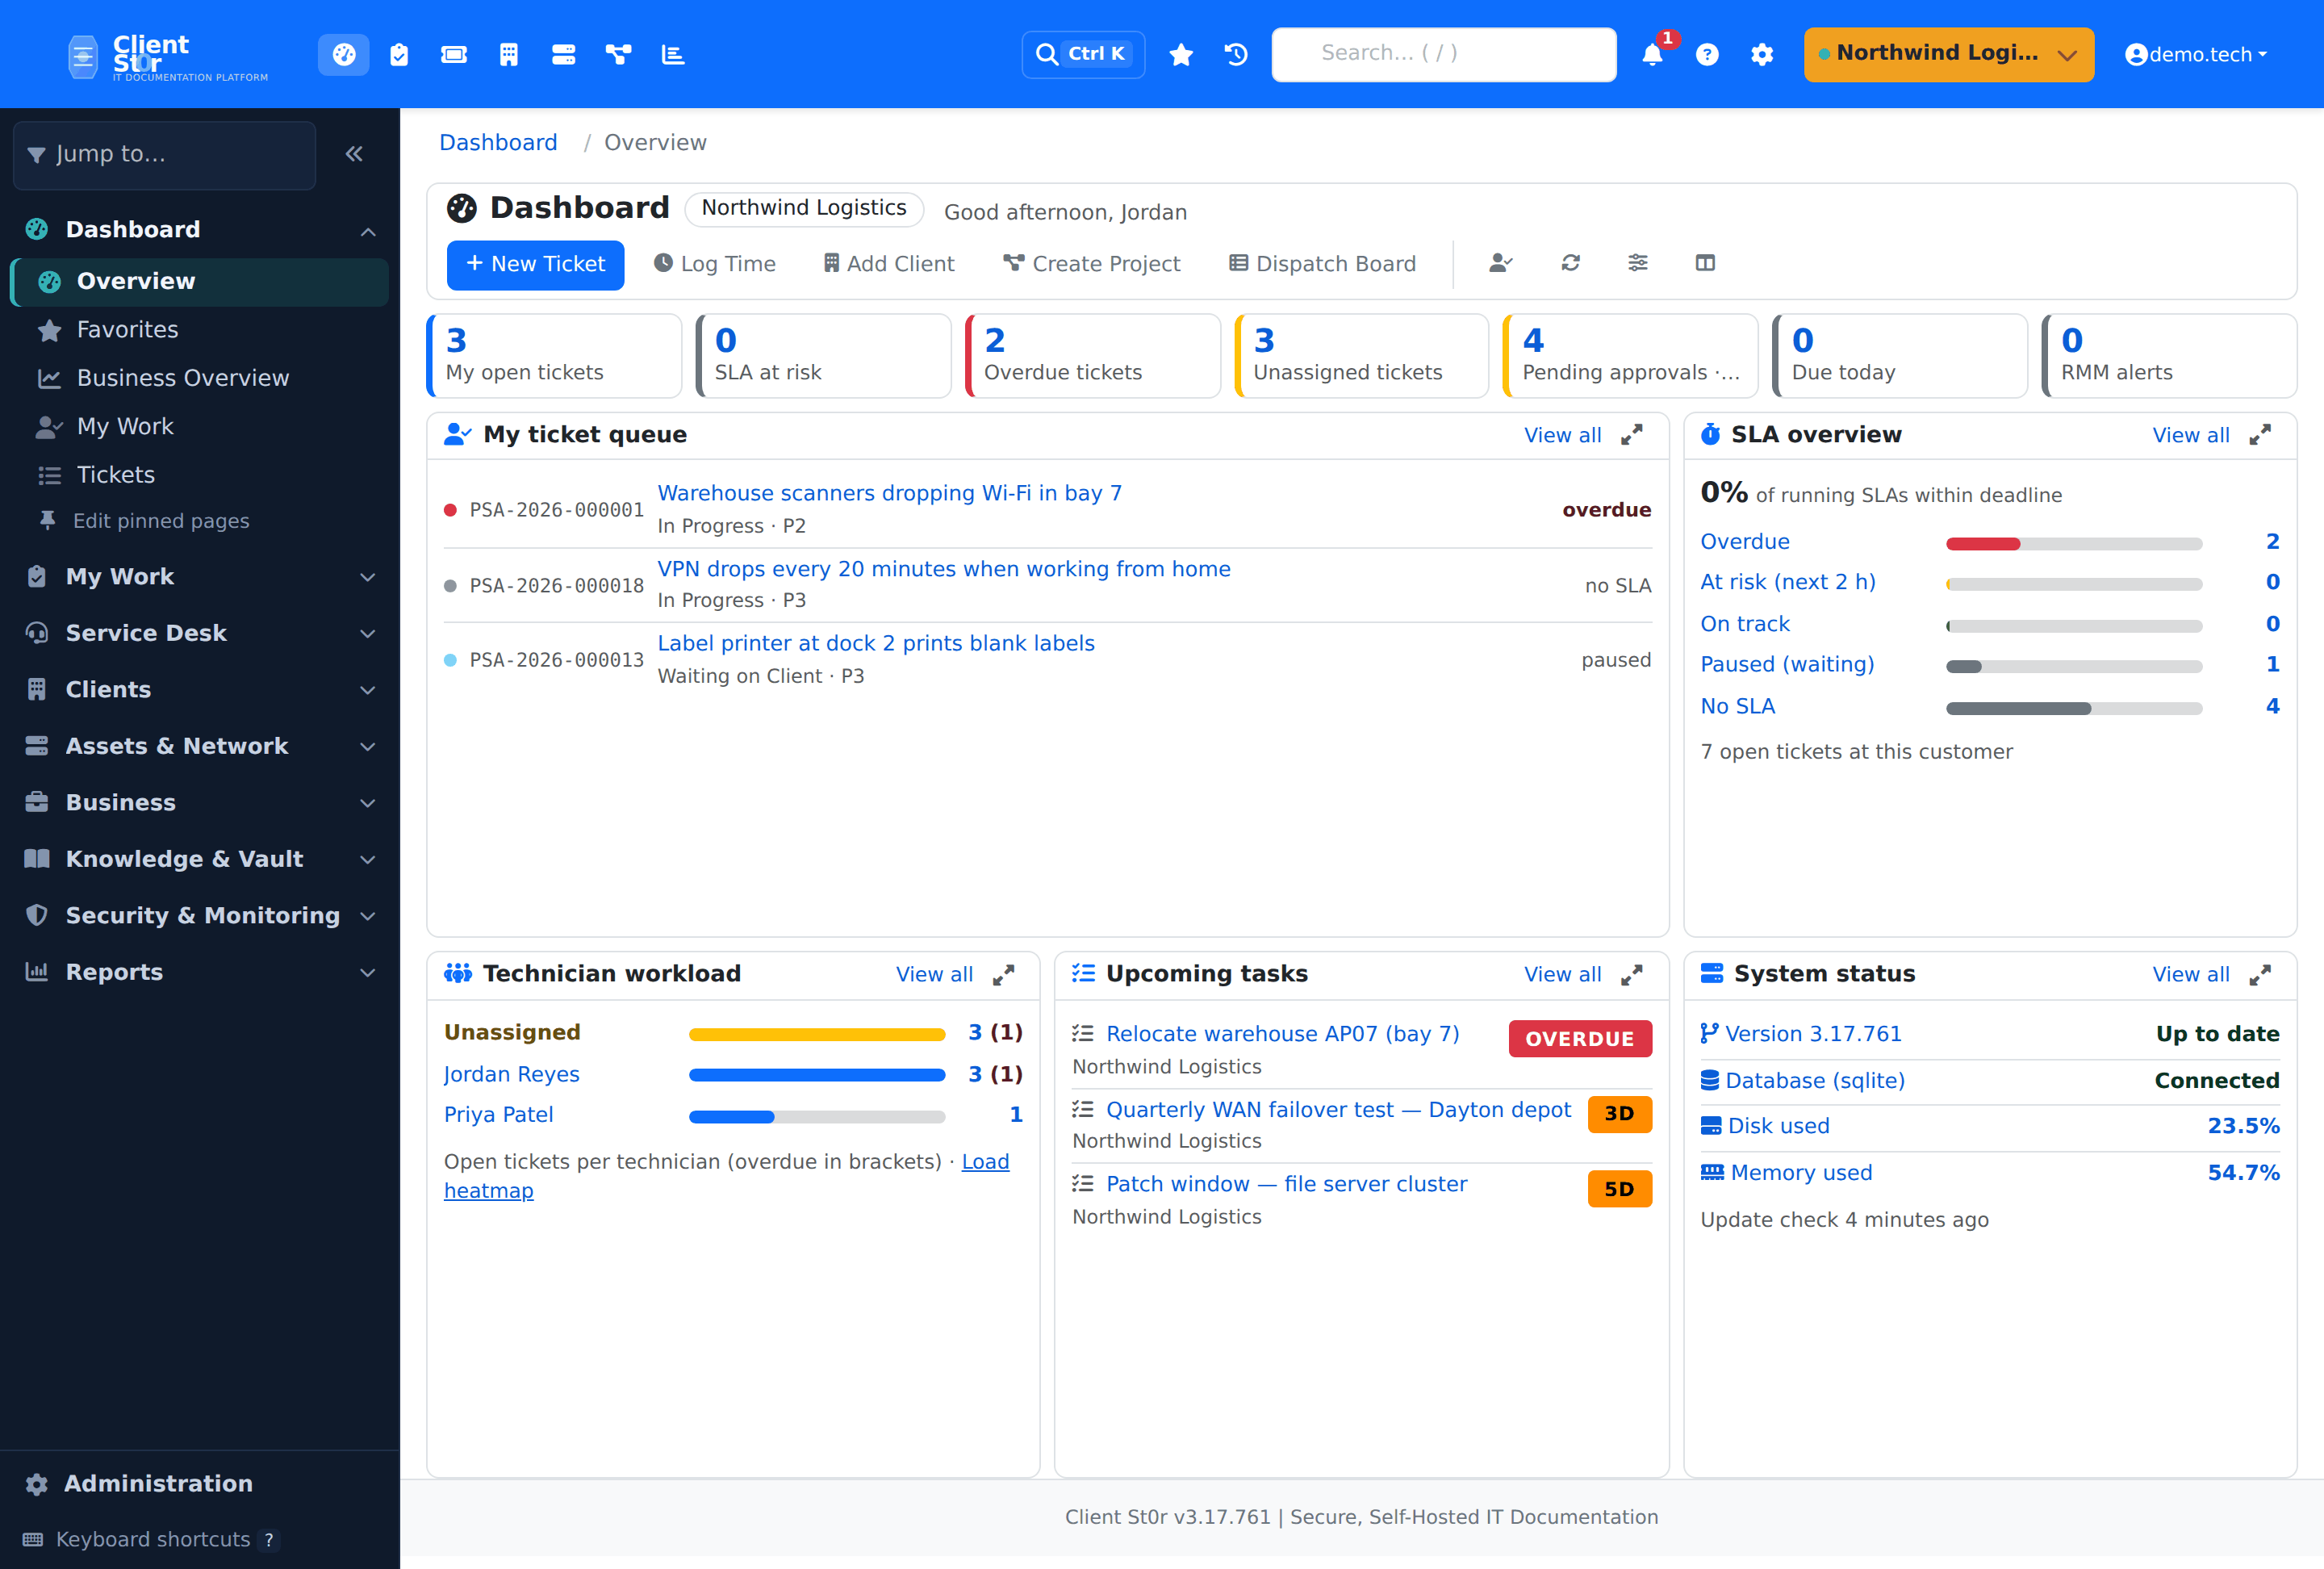 Client
St0r
IT DOCUMENTATION PLATFORM
Ctrl K
Search... ( / )
1
Northwind Logi...
demo.tech
Jump to...
Dashboard
Overview
Favorites
Business Overview
My Work
Tickets
Edit pinned pages
My Work
Service Desk
Clients
Assets & Network
Business
Knowledge & Vault
Security & Monitoring
Reports
Administration
Keyboard shortcuts ?
Dashboard / Overview
Dashboard Northwind Logistics Good afternoon, Jordan
New Ticket Log Time Add Client Create Project Dispatch Board
3
My open tickets
0
SLA at risk
2
Overdue tickets
3
Unassigned tickets
4
Pending approvals ·...
0
Due today
0
RMM alerts
My ticket queue View all
PSA-2026-000001 Warehouse scanners dropping Wi-Fi in bay 7
In Progress · P2 overdue
PSA-2026-000018 VPN drops every 20 minutes when working from home
In Progress · P3 no SLA
PSA-2026-000013 Label printer at dock 2 prints blank labels
Waiting on Client · P3 paused
SLA overview View all
0% of running SLAs within deadline
Overdue 2
At risk (next 2 h) 0
On track 0
Paused (waiting) 1
No SLA 4
7 open tickets at this customer
Technician workload View all
Unassigned 3 (1)
Jordan Reyes 3 (1)
Priya Patel 1
Open tickets per technician (overdue in brackets) · Load
heatmap
Upcoming tasks View all
Relocate warehouse AP07 (bay 7) OVERDUE
Northwind Logistics
Quarterly WAN failover test — Dayton depot 3D
Northwind Logistics
Patch window — file server cluster 5D
Northwind Logistics
System status View all
Version 3.17.761 Up to date
Database (sqlite) Connected
Disk used 23.5%
Memory used 54.7%
Update check 4 minutes ago
Client St0r v3.17.761 | Secure, Self-Hosted IT Documentation